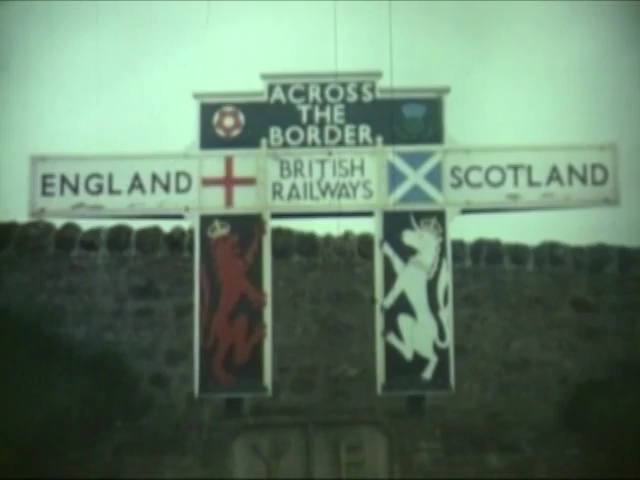 ACROSS
THE
BORDER
ENGLAND
BRITISH
RAILWAYS
SCOTLAND